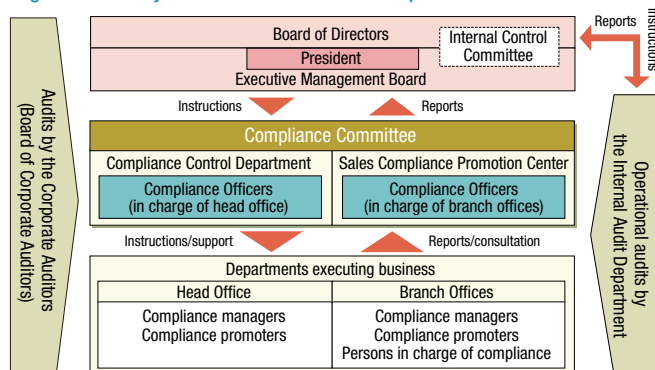 Board of Directors
Internal Control
Committee
President
Executive Management Board
Reports
Instructions
Instructions
Reports
Audits by the Corporate Auditors
(Board of Corporate Auditors)
Compliance Committee
Compliance Control Department
Compliance Officers
(in charge of head office)
Sales Compliance Promotion Center
Compliance Officers
(in charge of branch offices)
Operational audits by
the Internal Audit Department
Instructions/support
Reports/consultation
Departments executing business
Head Office
Compliance managers
Compliance promoters
Branch Offices
Compliance managers
Compliance promoters
Persons in charge of compliance